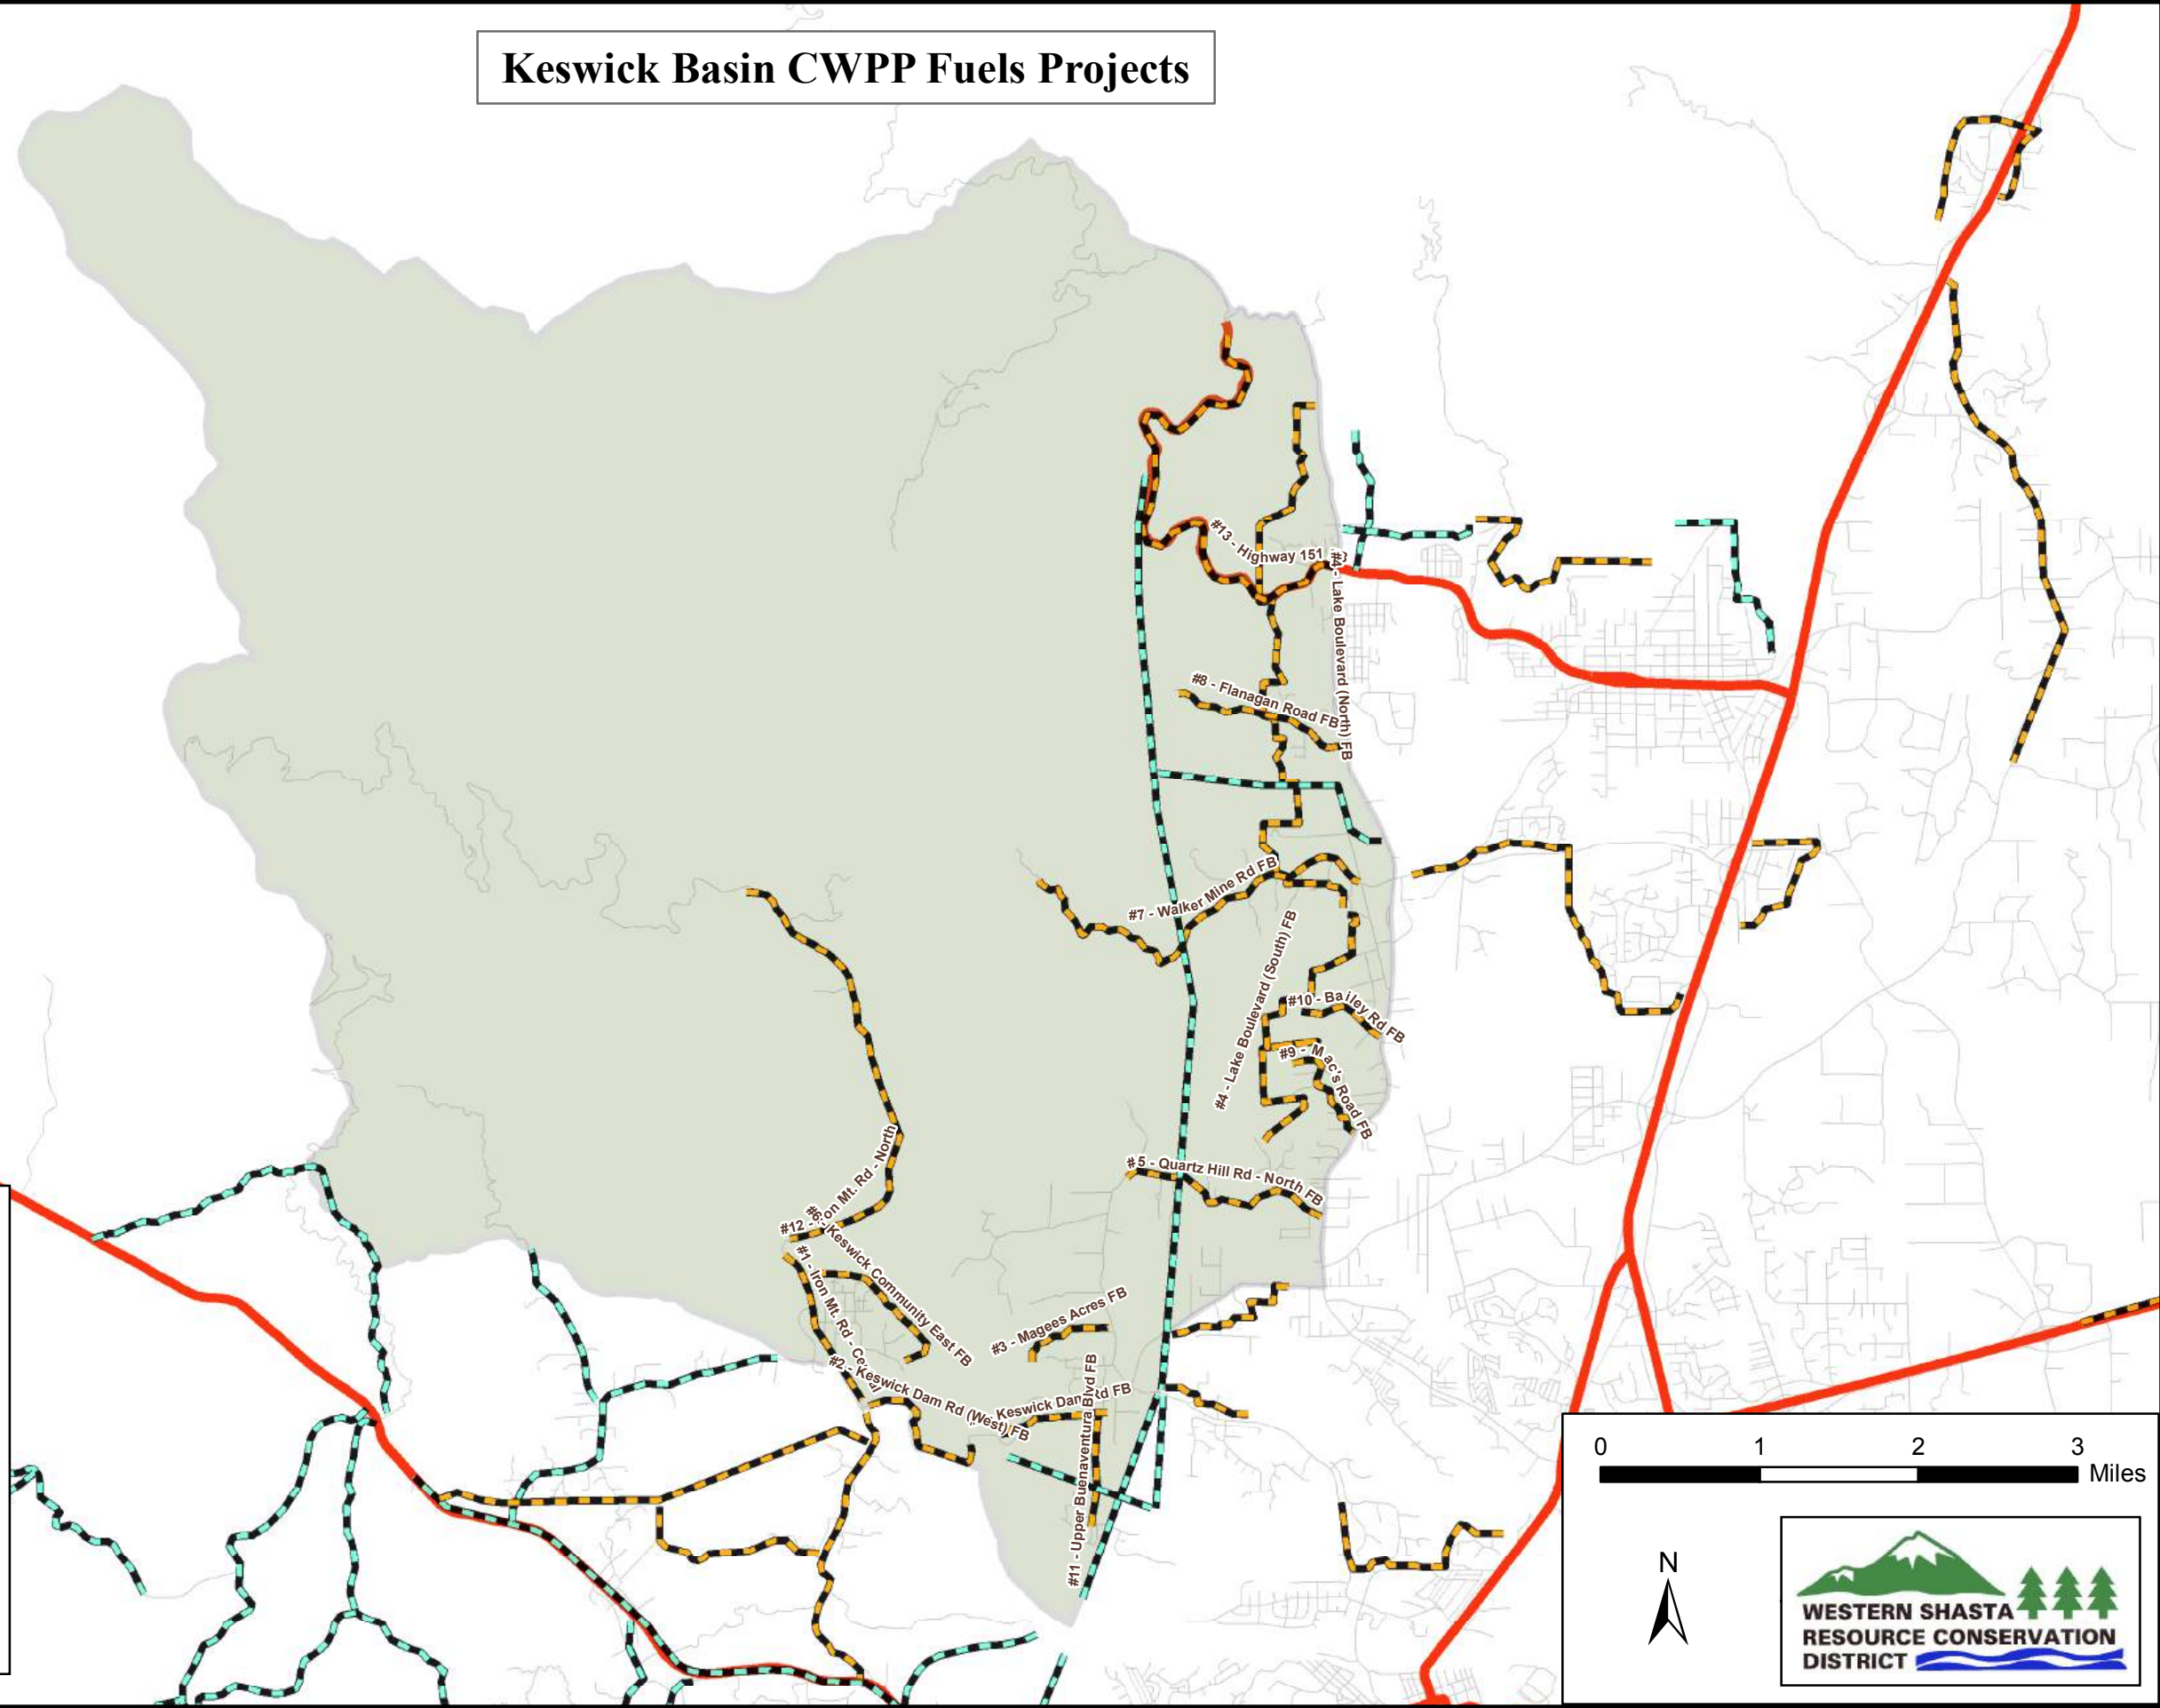 Keswick Basin CWPP Fuels Projects
#13 - Highway 151
#4 - Lake Boulevard (North) FB
#8 - Flanagan Road FB
#7 - Walker Mine Rd FB
#4 - Lake Boulevard (South) FB
#10 - Bailey Rd FB
#9 - Mac's Road FB
#5 - Quartz Hill Rd - North FB
#12 - Iron Mt. Rd - North
#6 - Keswick Community East FB
#1 - Iron Mt. Rd - Central
#3 - Magees Acres FB
#2 - Keswick Dam Rd (West) FB
Keswick Dam Rd FB
#11 - Upper Buenaventura Blvd FB
0 1 2 3
Miles
N
WESTERN SHASTA
RESOURCE CONSERVATION
DISTRICT